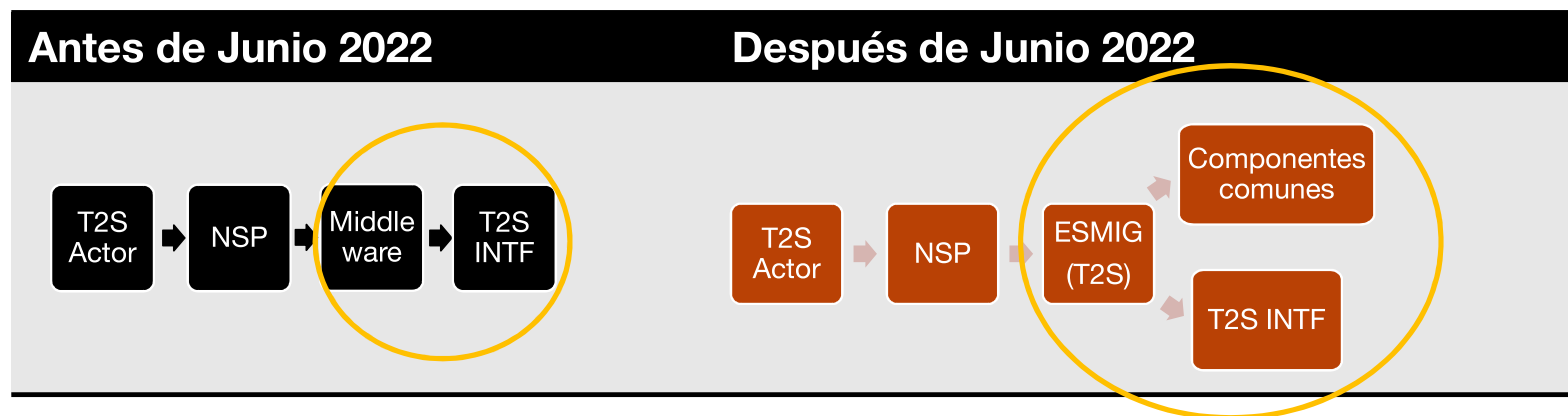 Antes de Junio 2022
Después de Junio 2022
T2S
Actor
NSP
Middle
ware
T2S
INTF
T2S
Actor
NSP
ESMIG
(T2S)
Componentes
comunes
T2S INTF